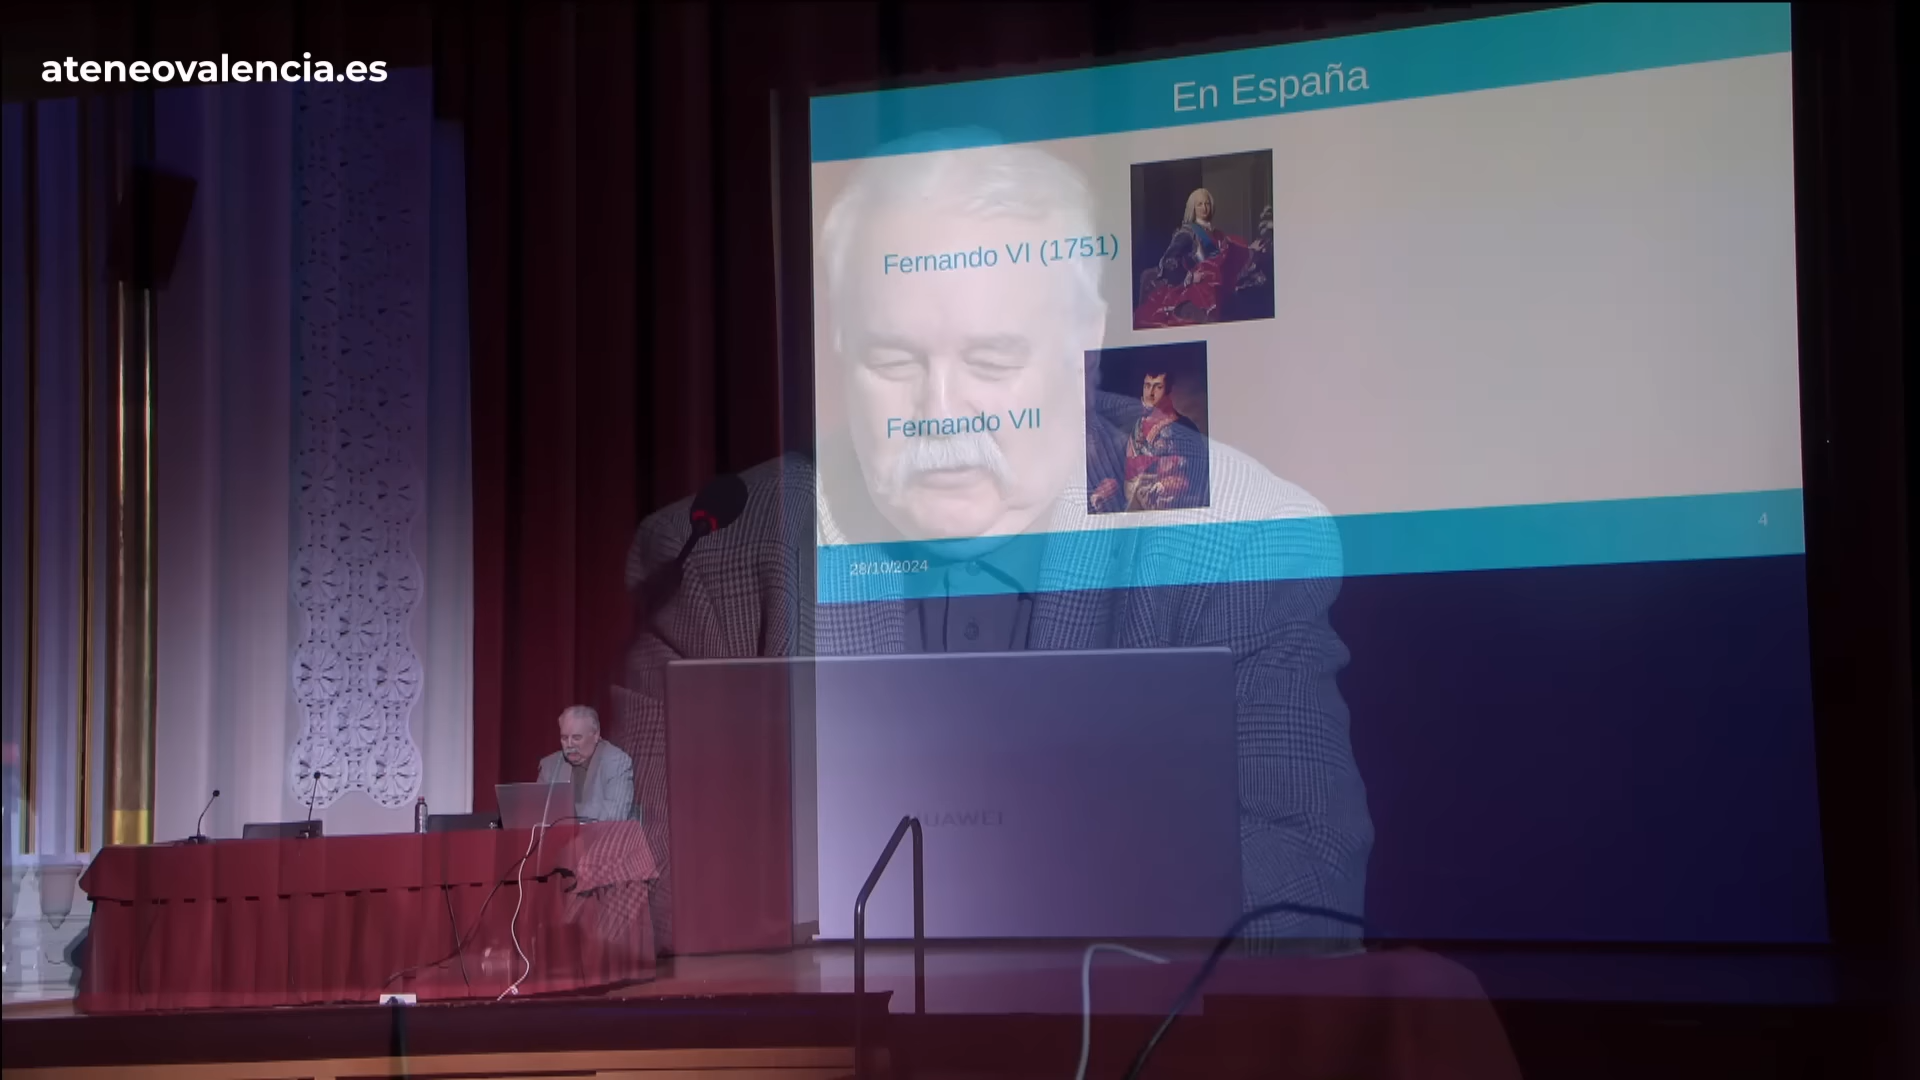 ateneovalencia.es
En España
Fernando VI (1751)
Fernando VII
28/10/2024
4
HUAWEI